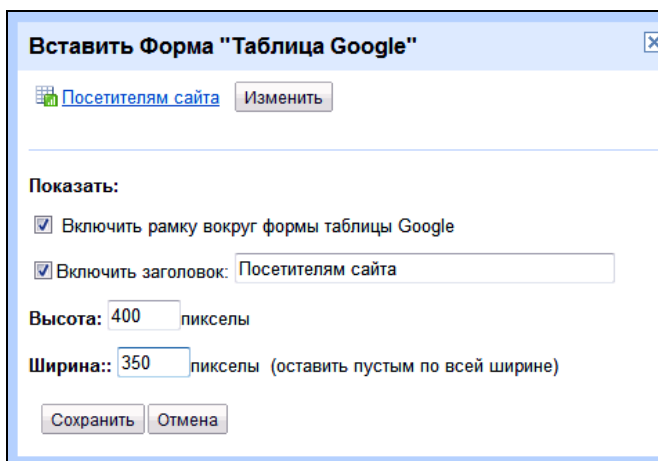 Вставить Форма "Таблица Google"
Посетителям сайта Изменить
Показать:
Включить рамку вокруг формы таблицы Google
Включить заголовок: Посетителям сайта
Высота: 400 пикселы
Ширина:: 350 пикселы (оставить пустым по всей ширине)
Сохранить Отмена